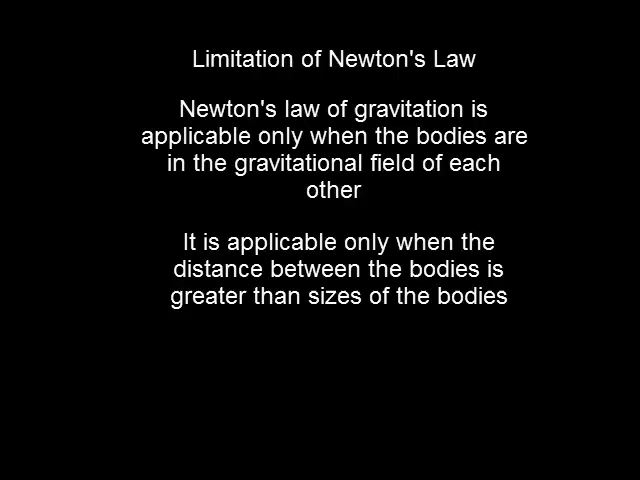 Limitation of Newton's Law
Newton's law of gravitation is
applicable only when the bodies are
in the gravitational field of each
other
It is applicable only when the
distance between the bodies is
greater than sizes of the bodies